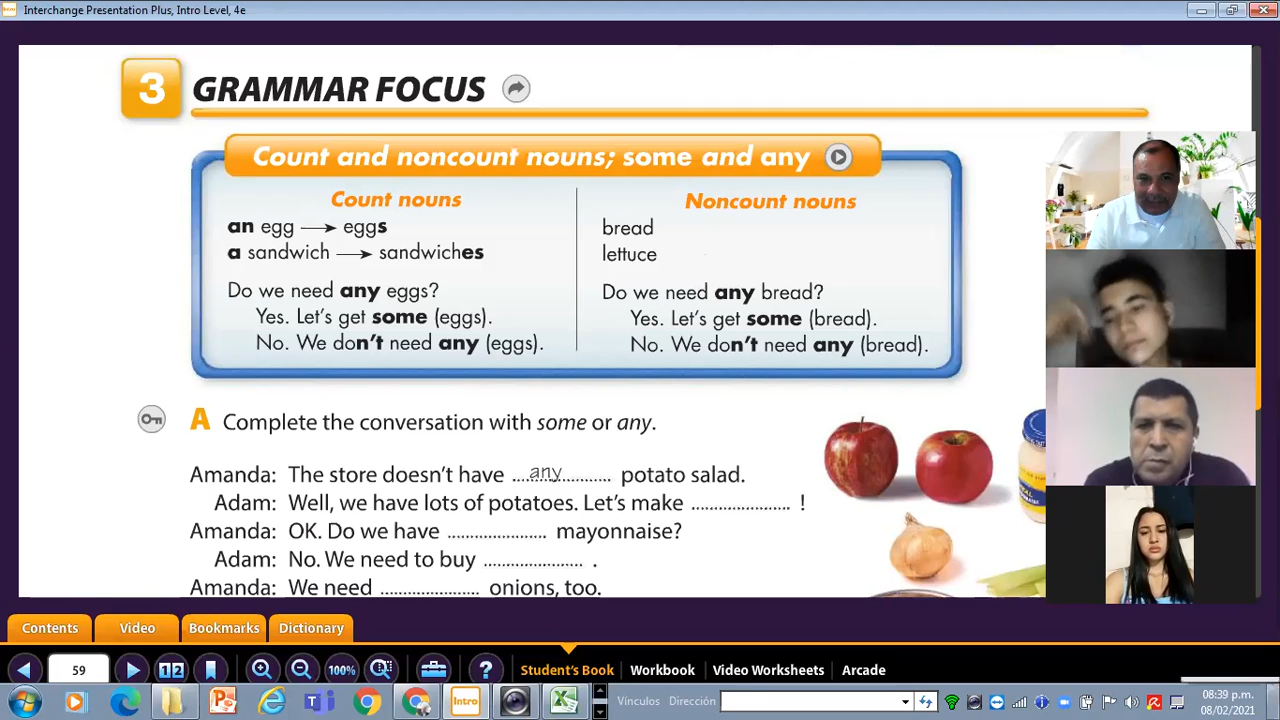 Interchange Presentation Plus, Intro Level, 4e
3 GRAMMAR FOCUS
Count and noncount nouns; some and any
Count nouns
an egg → eggs
a sandwich → sandwiches
Do we need any eggs?
Yes. Let's get some (eggs).
No. We don't need any (eggs).
Noncount nouns
bread
lettuce
Do we need any bread?
Yes. Let's get some (bread).
No. We don't need any (bread).
A Complete the conversation with some or any.
Amanda: The store doesn't have any potato salad.
Adam: Well, we have lots of potatoes. Let's make .................... !
Amanda: OK. Do we have .................... mayonnaise?
Adam: No. We need to buy .................... .
Amanda: We need .................... onions, too.
Contents Video Bookmarks Dictionary
59 12 100% ? Student's Book Workbook Video Worksheets Arcade
Intro Vínculos Dirección 08:39 p.m.
08/02/2021